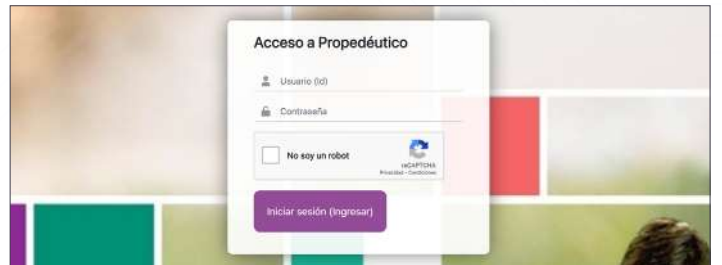 Acceso a Propedéutico
Usuario (Id)
Contraseña
No soy un robot
reCAPTCHA
Privacidad - Condiciones
Iniciar sesión (Ingresar)